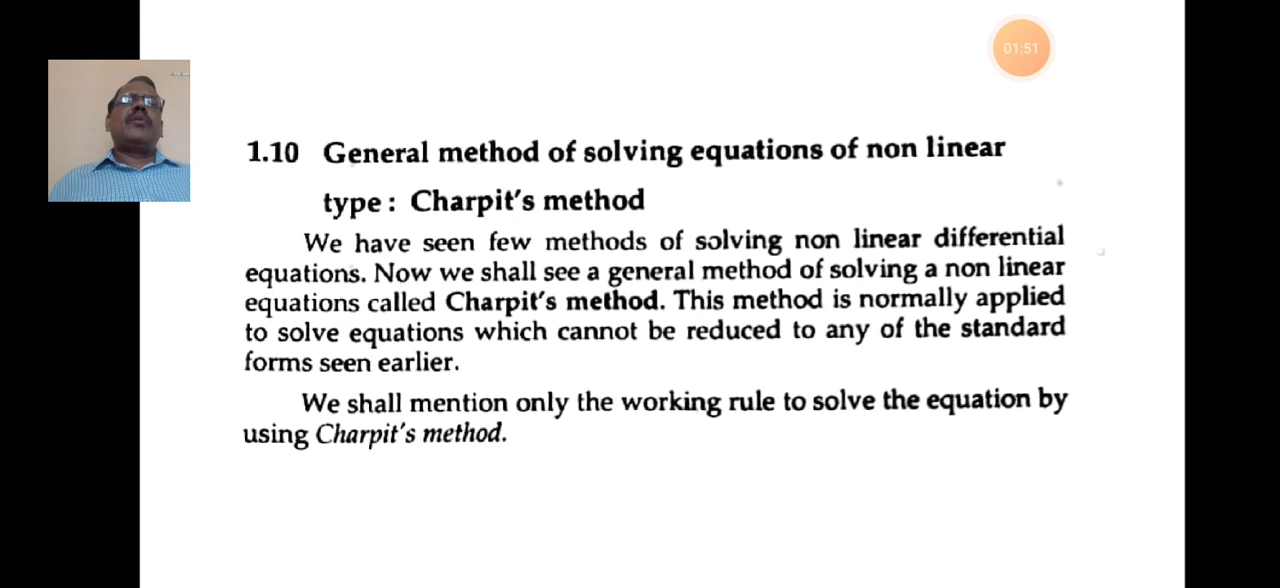 01:51
1.10 General method of solving equations of non linear
type : Charpit's method
We have seen few methods of solving non linear differential
equations. Now we shall see a general method of solving a non linear
equations called Charpit's method. This method is normally applied
to solve equations which cannot be reduced to any of the standard
forms seen earlier.
We shall mention only the working rule to solve the equation by
using Charpit's method.